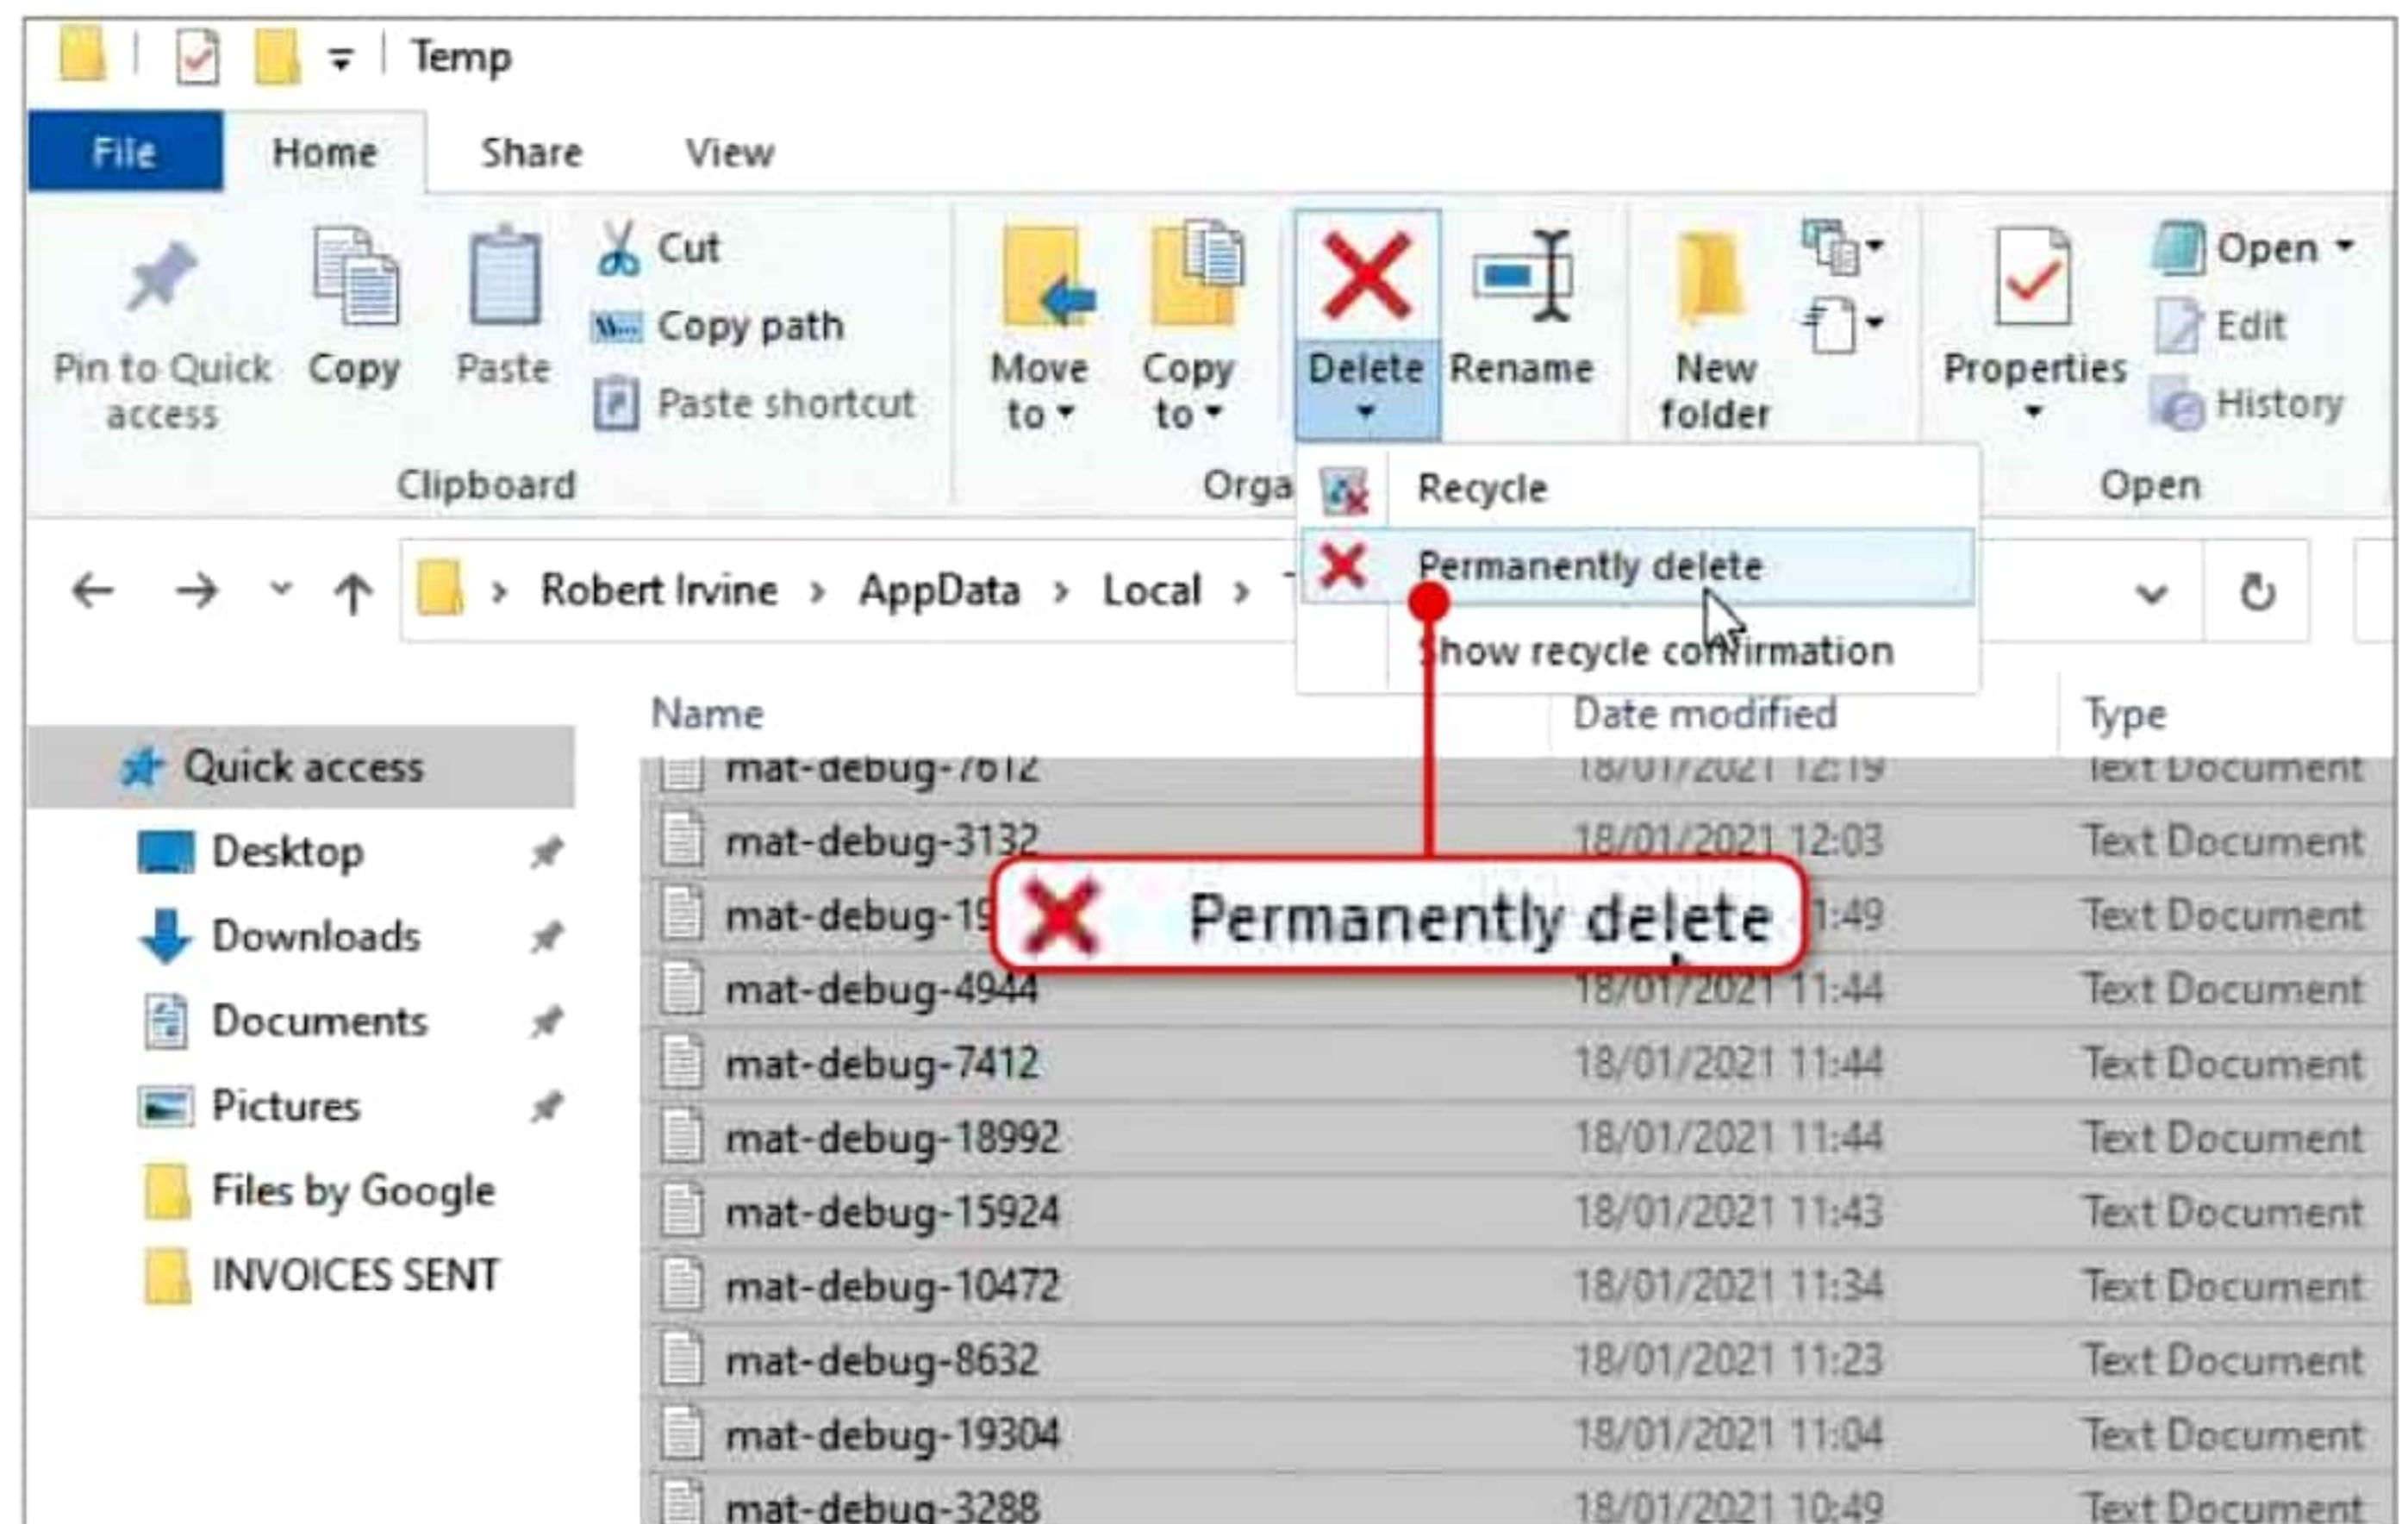 Temp
File Home Share View
Pin to Quick access
Copy
Paste
Cut
Copy path
Paste shortcut
Clipboard
Move to
Copy to
Delete
Rename
Orga
New folder
Properties
Open
Edit
History
Open
Recycle
Permanently delete
Show recycle confirmation
Robert Irvine > AppData > Local >
Name Date modified Type
Quick access
Desktop
Downloads
Documents
Pictures
Files by Google
INVOICES SENT
mat-debug-7612 18/01/2021 12:19 Text Document
mat-debug-3132 18/01/2021 12:03 Text Document
mat-debug-19 1:49 Text Document
Permanently delete
mat-debug-4944 18/01/2021 11:44 Text Document
mat-debug-7412 18/01/2021 11:44 Text Document
mat-debug-18992 18/01/2021 11:44 Text Document
mat-debug-15924 18/01/2021 11:43 Text Document
mat-debug-10472 18/01/2021 11:34 Text Document
mat-debug-8632 18/01/2021 11:23 Text Document
mat-debug-19304 18/01/2021 11:04 Text Document
mat-debug-3288 18/01/2021 10:49 Text Document